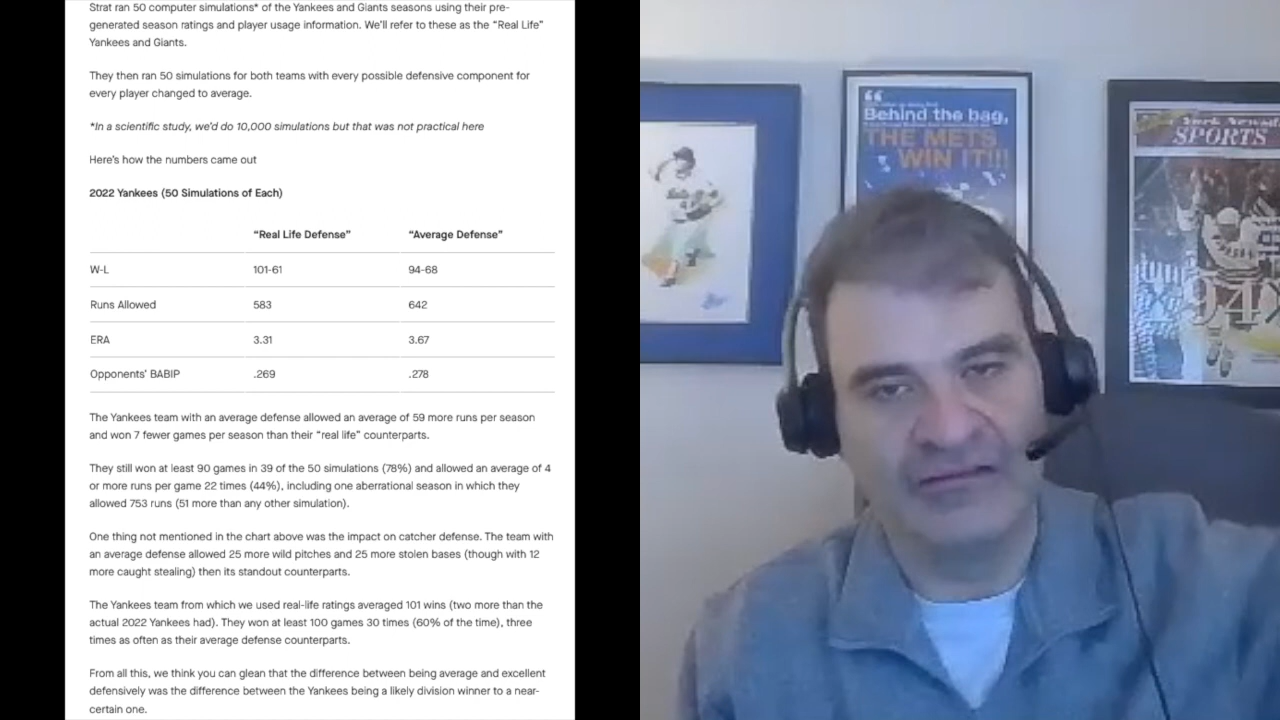 Strat ran 50 computer simulations* of the Yankees and Giants seasons using their pre-
generated season ratings and player usage information. We'll refer to these as the “Real Life”
Yankees and Giants.
They then ran 50 simulations for both teams with every possible defensive component for
every player changed to average.
*In a scientific study, we'd do 10,000 simulations but that was not practical here
Here's how the numbers came out
2022 Yankees (50 Simulations of Each)
“Real Life Defense” “Average Defense”
W-L 101-61 94-68
Runs Allowed 583 642
ERA 3.31 3.67
Opponents' BABIP .269 .278
The Yankees team with an average defense allowed an average of 59 more runs per season
and won 7 fewer games per season than their “real life” counterparts.
They still won at least 90 games in 39 of the 50 simulations (78%) and allowed an average of 4
or more runs per game 22 times (44%), including one aberrational season in which they
allowed 753 runs (51 more than any other simulation).
One thing not mentioned in the chart above was the impact on catcher defense. The team with
an average defense allowed 25 more wild pitches and 25 more stolen bases (though with 12
more caught stealing) then its standout counterparts.
The Yankees team from which we used real-life ratings averaged 101 wins (two more than the
actual 2022 Yankees had). They won at least 100 games 30 times (60% of the time), three
times as often as their average defense counterparts.
From all this, we think you can glean that the difference between being average and excellent
defensively was the difference between the Yankees being a likely division winner to a near-
certain one.
“
Behind the bag,
THE METS
WIN IT!!!
SPORTS
94